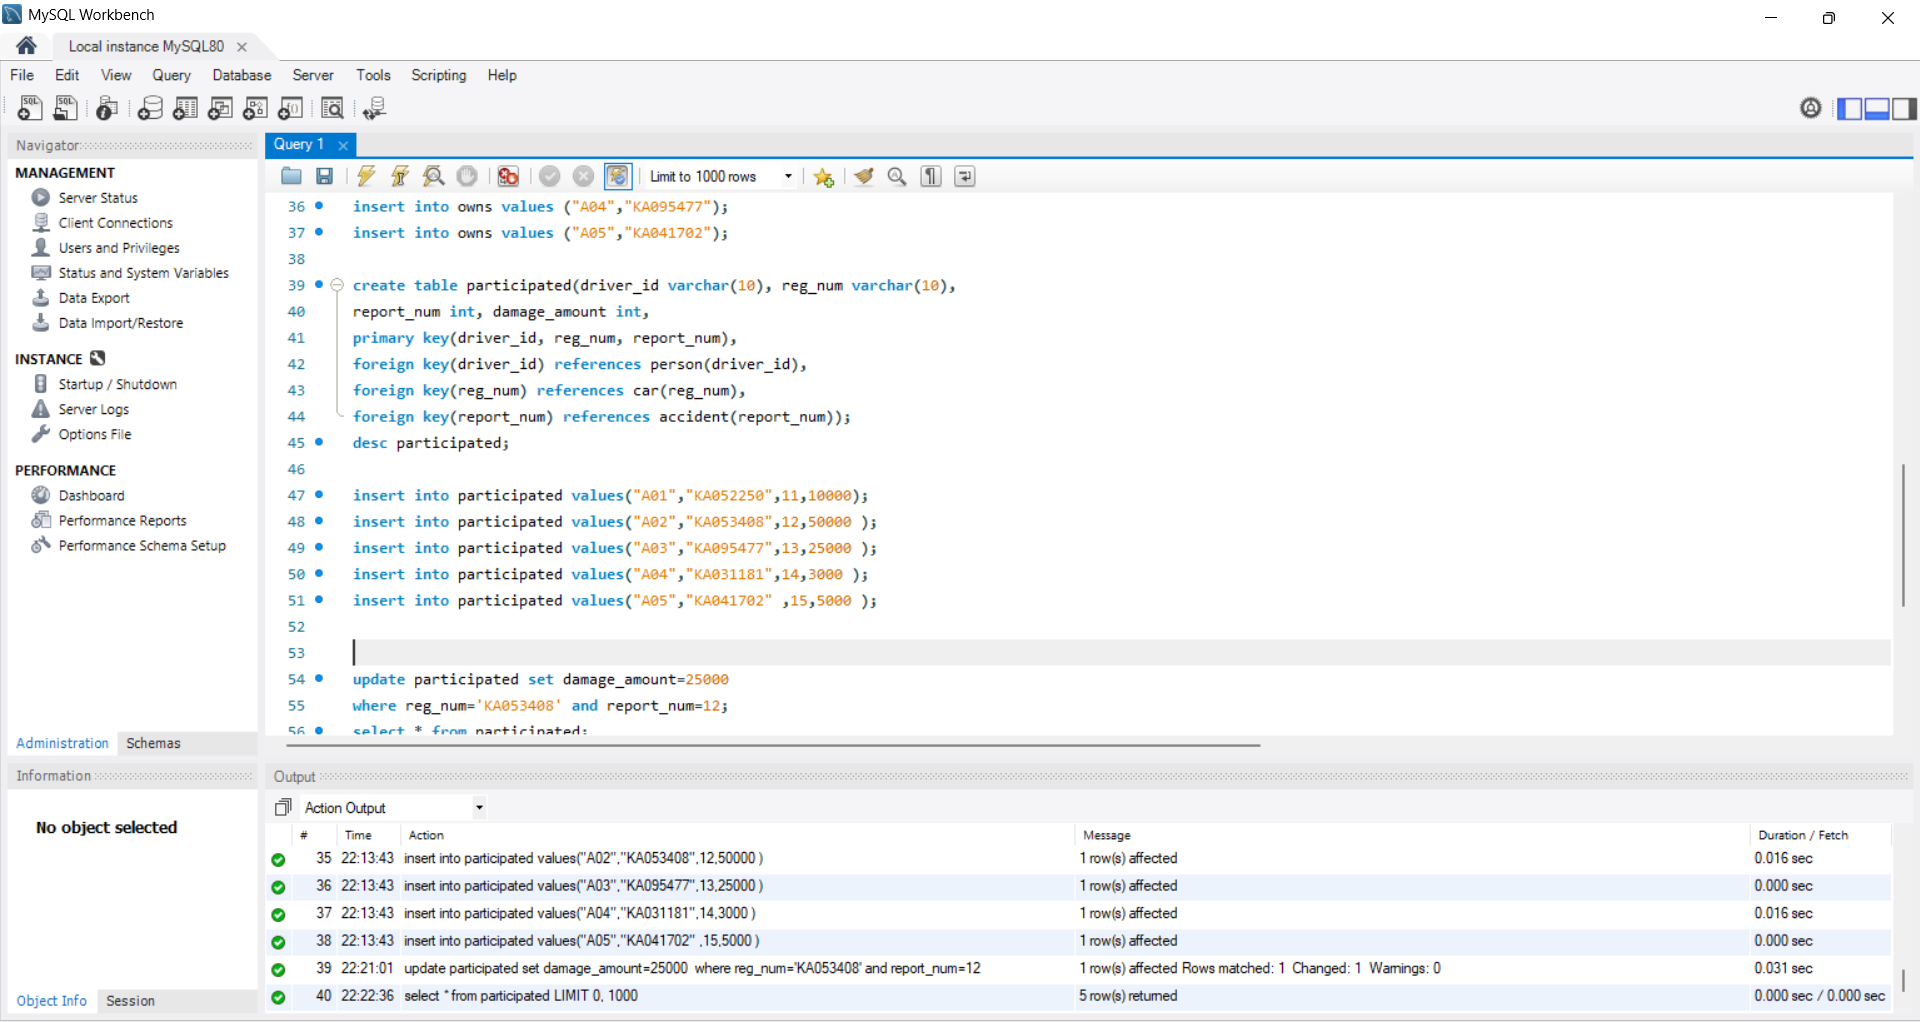 MySQL Workbench
Local instance MySQL80
File Edit View Query Database Server Tools Scripting Help
Navigator
MANAGEMENT
Server Status
Client Connections
Users and Privileges
Status and System Variables
Data Export
Data Import/Restore
INSTANCE
Startup / Shutdown
Server Logs
Options File
PERFORMANCE
Dashboard
Performance Reports
Performance Schema Setup
Administration Schemas
Information
No object selected
Object Info Session
Query 1
Limit to 1000 rows
36 insert into owns values ("A04","KA095477");
37 insert into owns values ("A05","KA041702");
38
39 create table participated(driver_id varchar(10), reg_num varchar(10),
40 report_num int, damage_amount int,
41 primary key(driver_id, reg_num, report_num),
42 foreign key(driver_id) references person(driver_id),
43 foreign key(reg_num) references car(reg_num),
44 foreign key(report_num) references accident(report_num));
45 desc participated;
46
47 insert into participated values("A01","KA052250",11,10000);
48 insert into participated values("A02","KA053408",12,50000 );
49 insert into participated values("A03","KA095477",13,25000 );
50 insert into participated values("A04","KA031181",14,3000 );
51 insert into participated values("A05","KA041702" ,15,5000 );
52
53
54 update participated set damage_amount=25000
55 where reg_num='KA053408' and report_num=12;
56 select * from participated;
Output
Action Output
# Time Action Message Duration / Fetch
35 22:13:43 insert into participated values("A02","KA053408",12,50000 ) 1 row(s) affected 0.016 sec
36 22:13:43 insert into participated values("A03","KA095477",13,25000 ) 1 row(s) affected 0.000 sec
37 22:13:43 insert into participated values("A04","KA031181",14,3000 ) 1 row(s) affected 0.016 sec
38 22:13:43 insert into participated values("A05","KA041702" ,15,5000 ) 1 row(s) affected 0.000 sec
39 22:21:01 update participated set damage_amount=25000 where reg_num='KA053408' and report_num=12 1 row(s) affected Rows matched: 1 Changed: 1 Warnings: 0 0.031 sec
40 22:22:36 select * from participated LIMIT 0, 1000 5 row(s) returned 0.000 sec / 0.000 sec